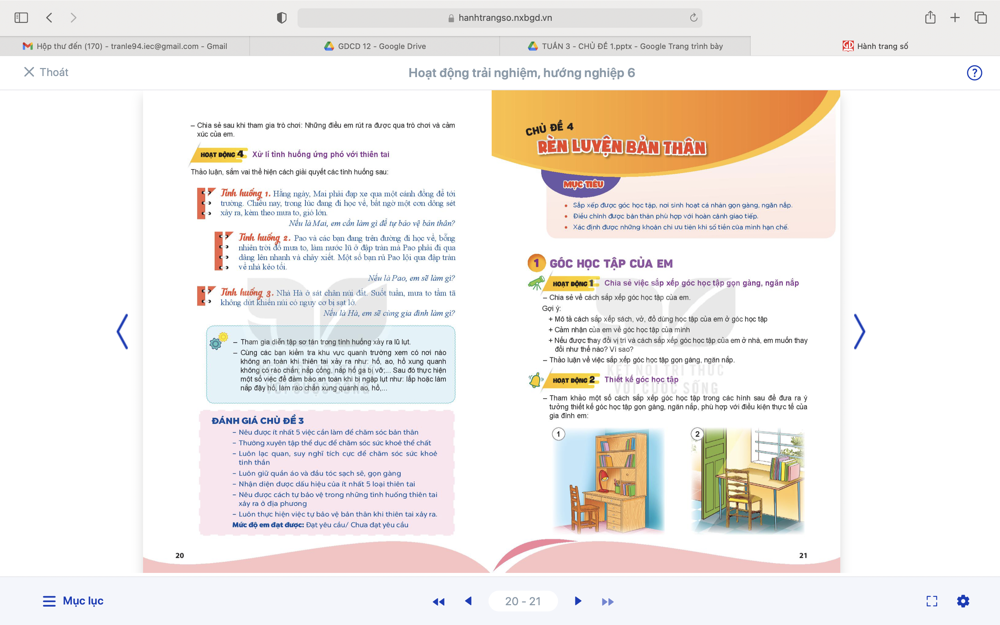 hanhtrangso.nxbgd.vn
Hộp thư đến (170) - tranle94.iec@gmail.com - Gmail
GDCD 12 - Google Drive
TUẦN 3 - CHỦ ĐỀ 1.pptx - Google Trang trình bày
Hành trang số
Thoát
Hoạt động trải nghiệm, hướng nghiệp 6
?
– Chia sẻ sau khi tham gia trò chơi: Những điều em rút ra được qua trò chơi và cảm
xúc của em.
HOẠT ĐỘNG 4 Xử lí tình huống ứng phó với thiên tai
Thảo luận, sắm vai thể hiện cách giải quyết các tình huống sau:
Tình huống 1. Hằng ngày, Mai phải đạp xe qua một cánh đồng để tới
trường. Chiều nay, trong lúc đang đi học về, bất ngờ một cơn dông sét
xảy ra, kèm theo mưa to, gió lớn.
Nếu là Mai, em cần làm gì để tự bảo vệ bản thân?
Tình huống 2. Pao và các bạn đang trên đường đi học về, bỗng
nhiên trời đổ mưa to, làm nước lũ ở đập tràn mà Pao phải đi qua
dâng lên nhanh và chảy xiết. Một số bạn rủ Pao lội qua đập tràn
về nhà kẻo tối.
Nếu là Pao, em sẽ làm gì?
Tình huống 3. Nhà Hà ở sát chân núi đất. Suốt tuần, mưa to tầm tã
không dứt khiến núi có nguy cơ bị sạt lở.
Nếu là Hà, em sẽ cùng gia đình làm gì?
– Tham gia diễn tập sơ tán trong tình huống xảy ra lũ lụt.
– Cùng các bạn kiểm tra khu vực quanh trường xem có nơi nào
không an toàn khi thiên tai xảy ra như: hố, ao, hồ xung quanh
không có rào chắn; nắp cống, nắp hố ga bị vỡ;... Sau đó thực hiện
một số việc để đảm bảo an toàn khi bị ngập lụt như: lấp hoặc làm
nắp đậy hố, làm rào chắn xung quanh ao, hồ,...
KẾT NỐI TRI THỨC
VỚI CUỘC SỐNG
ĐÁNH GIÁ CHỦ ĐỀ 3
– Nêu được ít nhất 5 việc cần làm để chăm sóc bản thân
– Thường xuyên tập thể dục để chăm sóc sức khoẻ thể chất
– Luôn lạc quan, suy nghĩ tích cực để chăm sóc sức khoẻ
tinh thần
– Luôn giữ quần áo và đầu tóc sạch sẽ, gọn gàng
– Nhận diện được dấu hiệu của ít nhất 5 loại thiên tai
– Nêu được cách tự bảo vệ trong những tình huống thiên tai
xảy ra ở địa phương
– Luôn thực hiện việc tự bảo vệ bản thân khi thiên tai xảy ra.
Mức độ em đạt được: Đạt yêu cầu/ Chưa đạt yêu cầu
20
CHỦ ĐỀ 4
RÈN LUYỆN BẢN THÂN
MỤC TIÊU
• Sắp xếp được góc học tập, nơi sinh hoạt cá nhân gọn gàng, ngăn nắp.
• Điều chỉnh được bản thân phù hợp với hoàn cảnh giao tiếp.
• Xác định được những khoản chi ưu tiên khi số tiền của mình hạn chế.
1 GÓC HỌC TẬP CỦA EM
HOẠT ĐỘNG 1 Chia sẻ việc sắp xếp góc học tập gọn gàng, ngăn nắp
– Chia sẻ về cách sắp xếp góc học tập của em.
Gợi ý:
+ Mô tả cách sắp xếp sách, vở, đồ dùng học tập của em ở góc học tập
+ Cảm nhận của em về góc học tập của mình
+ Nếu được thay đổi vị trí và cách sắp xếp góc học tập của em ở nhà, em muốn thay
đổi như thế nào? Vì sao?
– Thảo luận về việc sắp xếp góc học tập gọn gàng, ngăn nắp.
KẾT NỐI TRI THỨC
VỚI CUỘC SỐNG
HOẠT ĐỘNG 2 Thiết kế góc học tập
– Tham khảo một số cách sắp xếp góc học tập trong các hình sau để đưa ra ý
tưởng thiết kế góc học tập gọn gàng, ngăn nắp, phù hợp với điều kiện thực tế của
gia đình em:
1
2
21
Mục lục
20 - 21